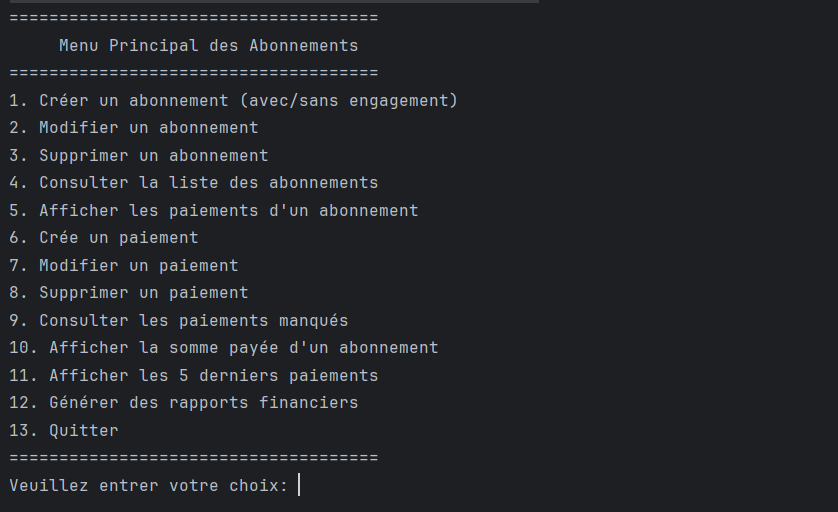 =====================================
Menu Principal des Abonnements
=====================================
1. Créer un abonnement (avec/sans engagement)
2. Modifier un abonnement
3. Supprimer un abonnement
4. Consulter la liste des abonnements
5. Afficher les paiements d'un abonnement
6. Crée un paiement
7. Modifier un paiement
8. Supprimer un paiement
9. Consulter les paiements manqués
10. Afficher la somme payée d'un abonnement
11. Afficher les 5 derniers paiements
12. Générer des rapports financiers
13. Quitter
=====================================
Veuillez entrer votre choix: